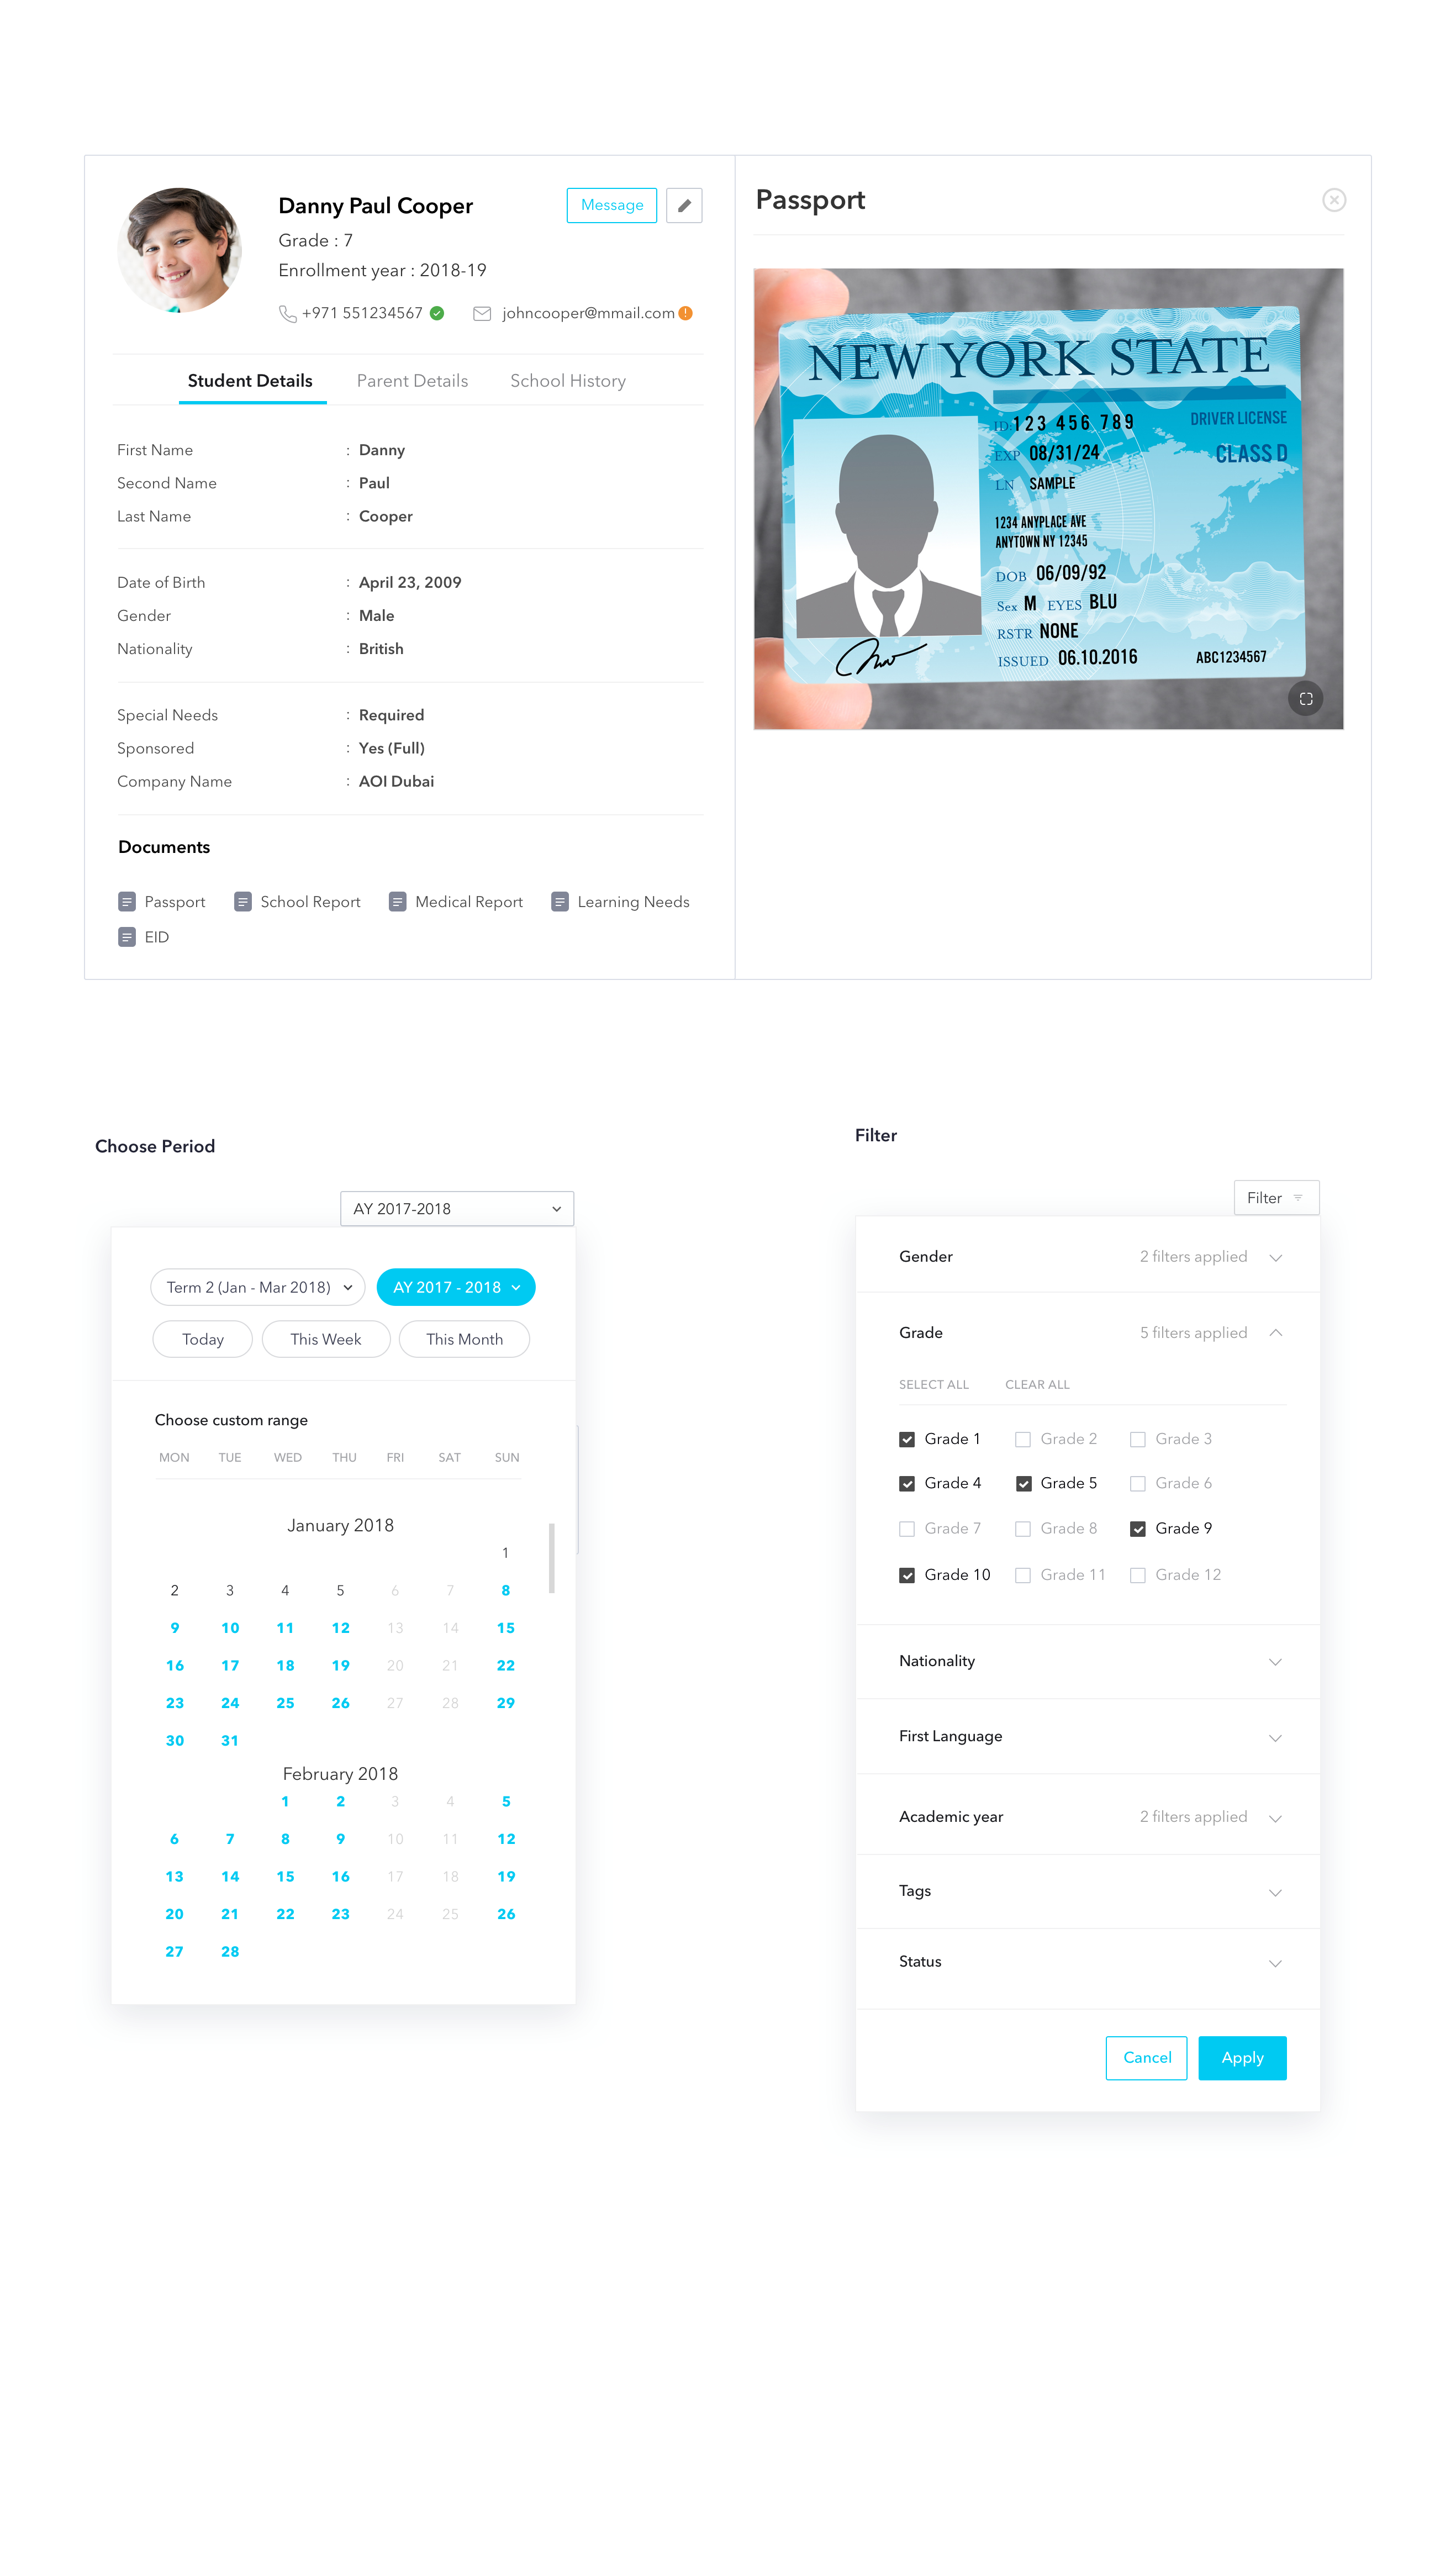 Danny Paul Cooper
Message
Grade : 7
Enrollment year : 2018-19
+971 551234567
johncooper@mmail.com
Student Details
Parent Details
School History
First Name : Danny
Second Name : Paul
Last Name : Cooper
Date of Birth : April 23, 2009
Gender : Male
Nationality : British
Special Needs : Required
Sponsored : Yes (Full)
Company Name : AOI Dubai
Documents
Passport School Report Medical Report Learning Needs
EID
Passport
NEW YORK STATE
ID: 123 456 789 DRIVER LICENSE
EXP 08/31/24 CLASS D
LN SAMPLE
1234 ANYPLACE AVE
ANYTOWN NY 12345
DOB 06/09/92
Sex M EYES BLU
RSTR NONE
ISSUED 06.10.2016 ABC1234567
Choose Period
AY 2017-2018
Term 2 (Jan - Mar 2018) AY 2017 - 2018
Today This Week This Month
Choose custom range
MON TUE WED THU FRI SAT SUN
January 2018
1
2 3 4 5 6 7 8
9 10 11 12 13 14 15
16 17 18 19 20 21 22
23 24 25 26 27 28 29
30 31
February 2018
1 2 3 4 5
6 7 8 9 10 11 12
13 14 15 16 17 18 19
20 21 22 23 24 25 26
27 28
Filter
Filter
Gender 2 filters applied
Grade 5 filters applied
SELECT ALL CLEAR ALL
Grade 1 Grade 2 Grade 3
Grade 4 Grade 5 Grade 6
Grade 7 Grade 8 Grade 9
Grade 10 Grade 11 Grade 12
Nationality
First Language
Academic year 2 filters applied
Tags
Status
Cancel Apply